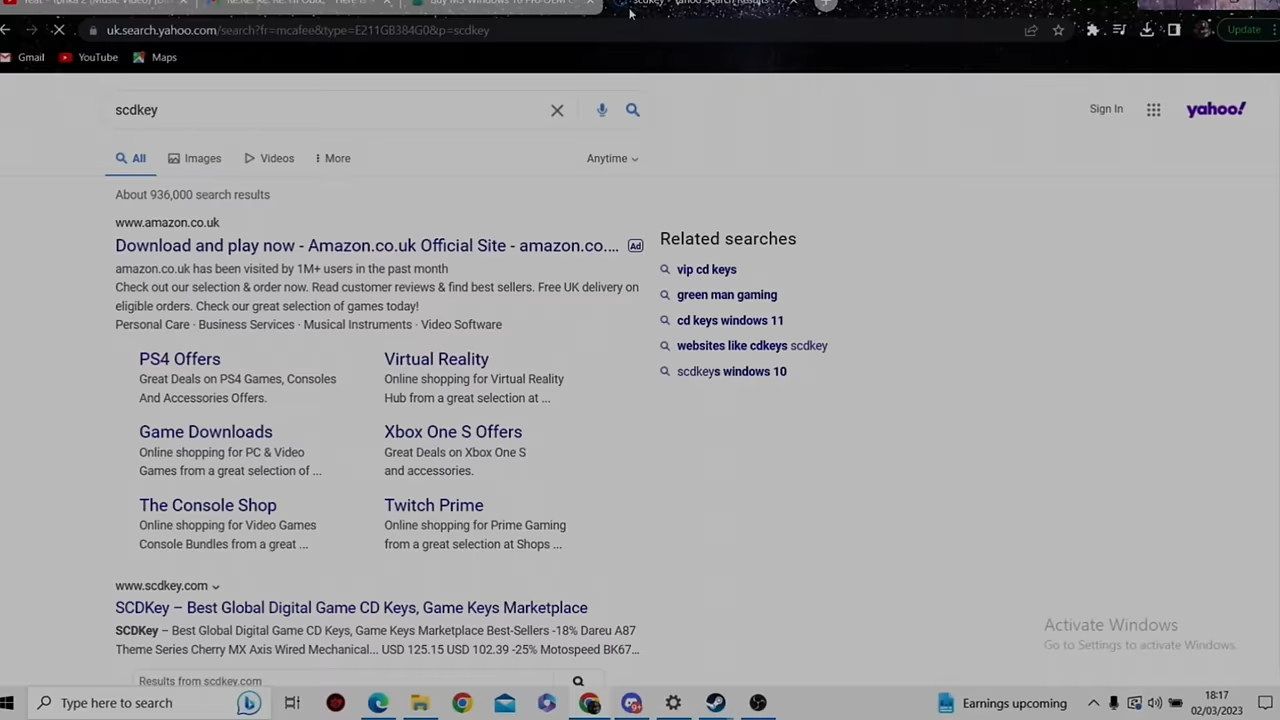 uk.search.yahoo.com/search?fr=mcafee&type=E211GB384G0&p=scdkey
Update
Gmail
YouTube
Maps
scdkey
Sign In
yahoo!
All
Images
Videos
More
Anytime
About 936,000 search results
www.amazon.co.uk
Download and play now - Amazon.co.uk Official Site - amazon.co....
Ad
amazon.co.uk has been visited by 1M+ users in the past month
Check out our selection & order now. Read customer reviews & find best sellers. Free UK delivery on
eligible orders. Check our great selection of games today!
Personal Care · Business Services · Musical Instruments · Video Software
PS4 Offers
Great Deals on PS4 Games, Consoles
And Accessories Offers.
Virtual Reality
Online shopping for Virtual Reality
Hub from a great selection at ...
Game Downloads
Online shopping for PC & Video
Games from a great selection of ...
Xbox One S Offers
Great Deals on Xbox One S
and accessories.
The Console Shop
Online shopping for Video Games
Console Bundles from a great ...
Twitch Prime
Online shopping for Prime Gaming
from a great selection at Shops ...
www.scdkey.com
SCDKey – Best Global Digital Game CD Keys, Game Keys Marketplace
SCDKey – Best Global Digital Game CD Keys, Game Keys Marketplace Best-Sellers -18% Dareu A87
Theme Series Cherry MX Axis Wired Mechanical... USD 125.15 USD 102.39 -25% Motospeed BK67...
Results from scdkey.com
Related searches
vip cd keys
green man gaming
cd keys windows 11
websites like cdkeys scdkey
scdkeys windows 10
Activate Windows
Go to Settings to activate Windows.
Type here to search
Earnings upcoming
18:17
02/03/2023